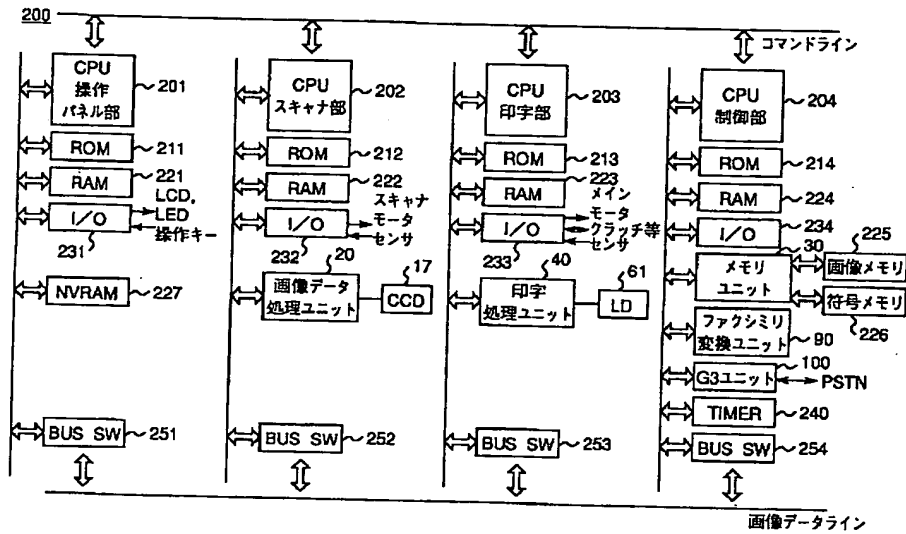 200
コマンドライン
CPU
操作
パネル部
201
ROM
211
RAM
221
I/O
231
LCD,
LED
操作キー
NVRAM
227
BUS SW
251
CPU
スキャナ部
202
ROM
212
RAM
222
I/O
232
スキャナ
モータ
センサ
20
画像データ
処理ユニット
17
CCD
BUS SW
252
CPU
印字部
203
ROM
213
RAM
223
I/O
233
メイン
モータ
クラッチ等
センサ
40
印字
処理ユニット
61
LD
BUS SW
253
CPU
制御部
204
ROM
214
RAM
224
I/O
234
30
メモリ
ユニット
225
画像メモリ
符号メモリ
226
ファクシミリ
変換ユニット
90
100
G3ユニット
PSTN
TIMER
240
BUS SW
254
画像データライン